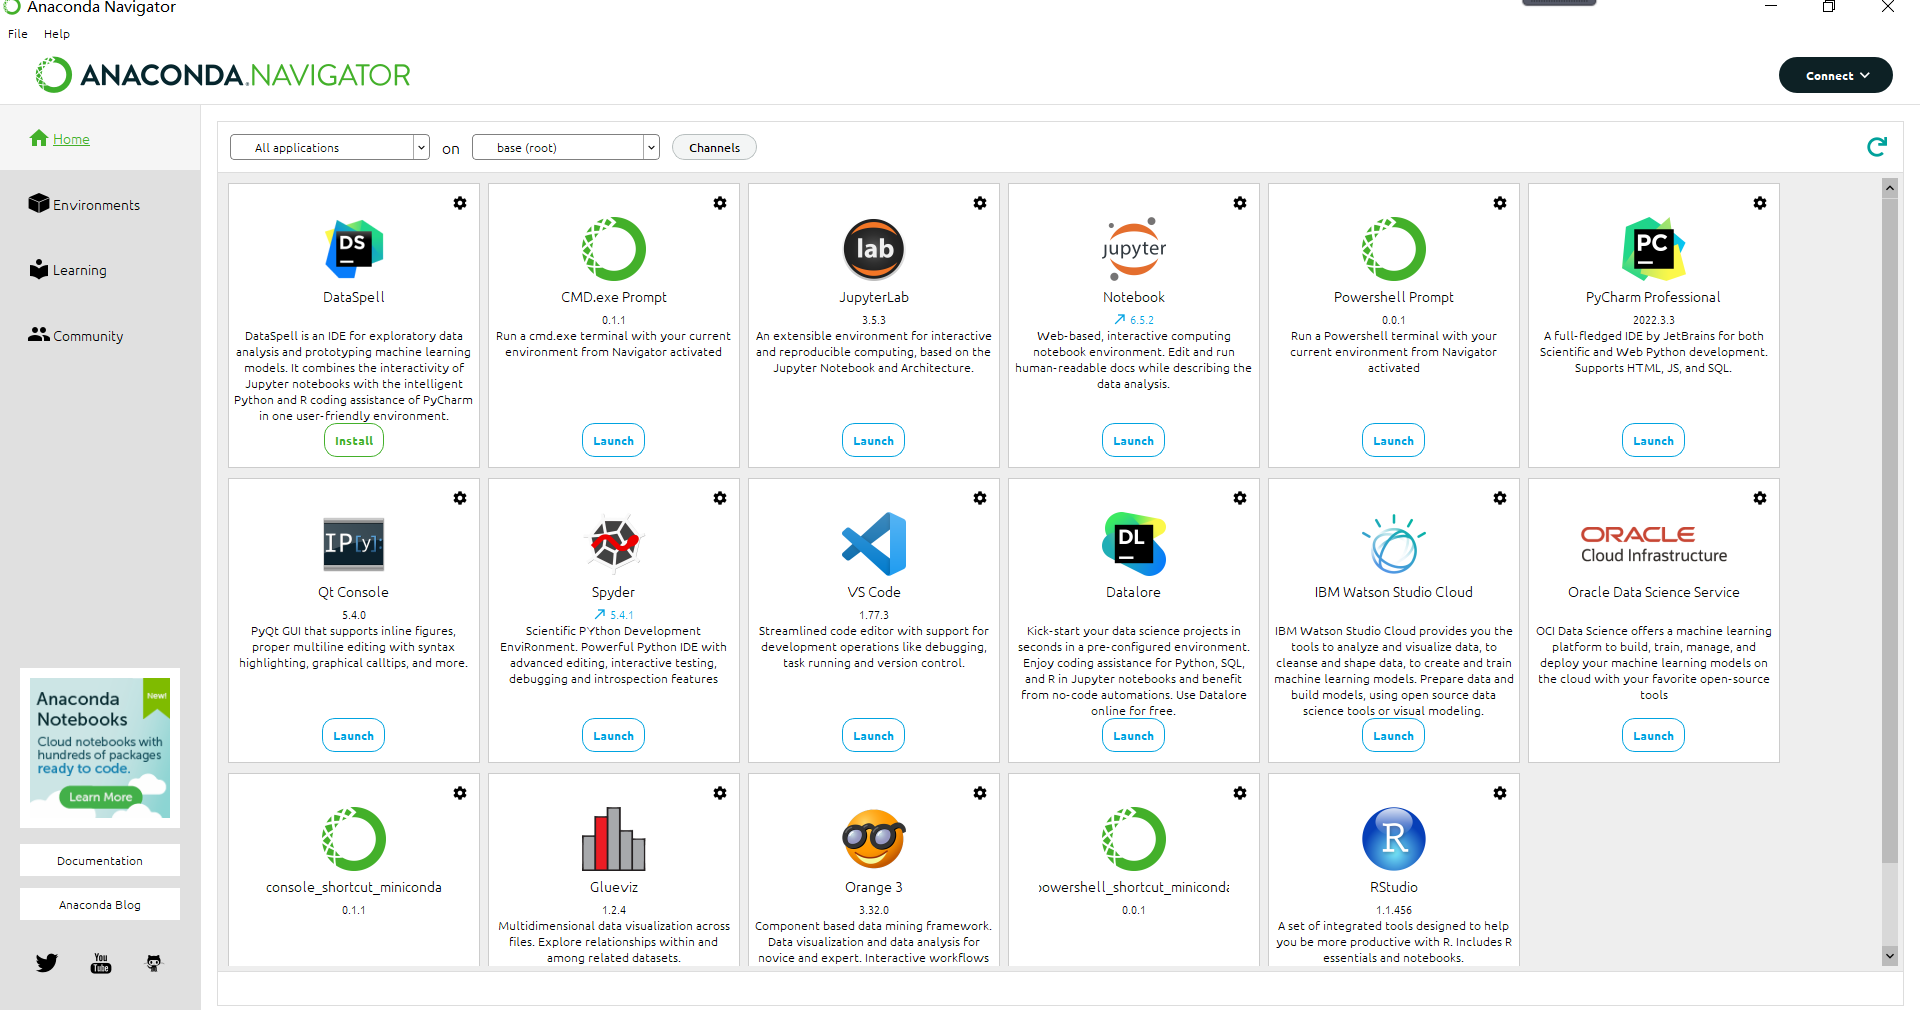 Anaconda Navigator
File Help
ANACONDA.NAVIGATOR
Connect
Home
Environments
Learning
Community
Anaconda
Notebooks
New!
Cloud notebooks with
hundreds of packages
ready to code.
Learn More
Documentation
Anaconda Blog
You
Tube
All applications on base (root) Channels
DS
DataSpell
DataSpell is an IDE for exploratory data
analysis and prototyping machine learning
models. It combines the interactivity of
Jupyter notebooks with the intelligent
Python and R coding assistance of PyCharm
in one user-friendly environment.
Install
CMD.exe Prompt
0.1.1
Run a cmd.exe terminal with your current
environment from Navigator activated
Launch
lab
JupyterLab
3.5.3
An extensible environment for interactive
and reproducible computing, based on the
Jupyter Notebook and Architecture.
Launch
jupyter
Notebook
6.5.2
Web-based, interactive computing
notebook environment. Edit and run
human-readable docs while describing the
data analysis.
Launch
Powershell Prompt
0.0.1
Run a Powershell terminal with your
current environment from Navigator
activated
Launch
PC
PyCharm Professional
2022.3.3
A full-fledged IDE by JetBrains for both
Scientific and Web Python development.
Supports HTML, JS, and SQL.
Launch
IP[y]:
Qt Console
5.4.0
PyQt GUI that supports inline figures,
proper multiline editing with syntax
highlighting, graphical calltips, and more.
Launch
Spyder
5.4.1
Scientific PYthon Development
EnviRonment. Powerful Python IDE with
advanced editing, interactive testing,
debugging and introspection features
Launch
VS Code
1.77.3
Streamlined code editor with support for
development operations like debugging,
task running and version control.
Launch
DL
Datalore
Kick-start your data science projects in
seconds in a pre-configured environment.
Enjoy coding assistance for Python, SQL,
and R in Jupyter notebooks and benefit
from no-code automations. Use Datalore
online for free.
Launch
IBM Watson Studio Cloud
IBM Watson Studio Cloud provides you the
tools to analyze and visualize data, to
cleanse and shape data, to create and train
machine learning models. Prepare data and
build models, using open source data
science tools or visual modeling.
Launch
ORACLE
Cloud Infrastructure
Oracle Data Science Service
OCI Data Science offers a machine learning
platform to build, train, manage, and
deploy your machine learning models on
the cloud with your favorite open-source
tools
Launch
console_shortcut_miniconda
0.1.1
Glueviz
1.2.4
Multidimensional data visualization across
files. Explore relationships within and
among related datasets.
Orange 3
3.32.0
Component based data mining framework.
Data visualization and data analysis for
novice and expert. Interactive workflows
powershell_shortcut_miniconda
0.0.1
R
RStudio
1.1.456
A set of integrated tools designed to help
you be more productive with R. Includes R
essentials and notebooks.